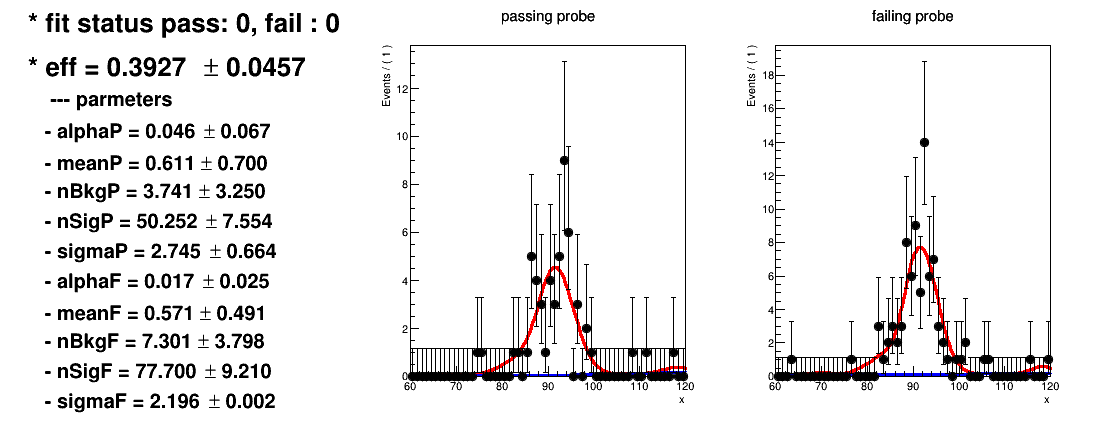 * fit status pass: 0, fail : 0
* eff = 0.3927 ± 0.0457
--- parmeters
- alphaP = 0.046 ± 0.067
- meanP = 0.611 ± 0.700
- nBkgP = 3.741 ± 3.250
- nSigP = 50.252 ± 7.554
- sigmaP = 2.745 ± 0.664
- alphaF = 0.017 ± 0.025
- meanF = 0.571 ± 0.491
- nBkgF = 7.301 ± 3.798
- nSigF = 77.700 ± 9.210
- sigmaF = 2.196 ± 0.002
passing probe
Events / ( 1 )
12
10
8
6
4
2
0
60 70 80 90 100 110 120
x
failing probe
Events / ( 1 )
18
16
14
12
10
8
6
4
2
0
60 70 80 90 100 110 120
x